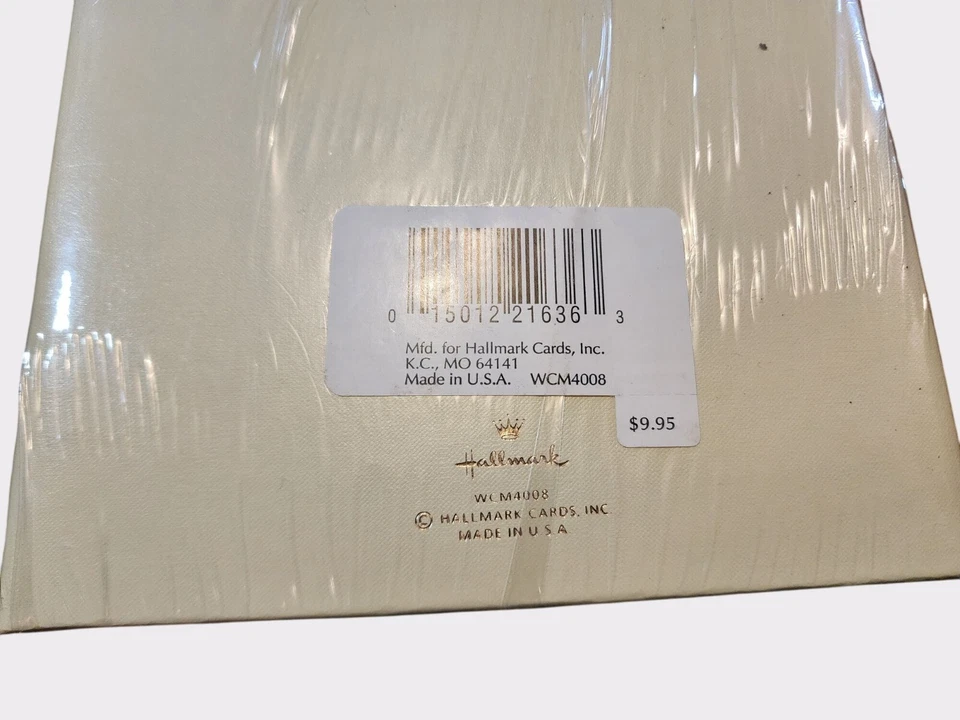 0 15012 21636 3
Mfd. for Hallmark Cards, Inc.
K.C., MO 64141
Made in U.S.A. WCM4008
$9.95
Hallmark
WCM4008
© HALLMARK CARDS, INC.
MADE IN U S A